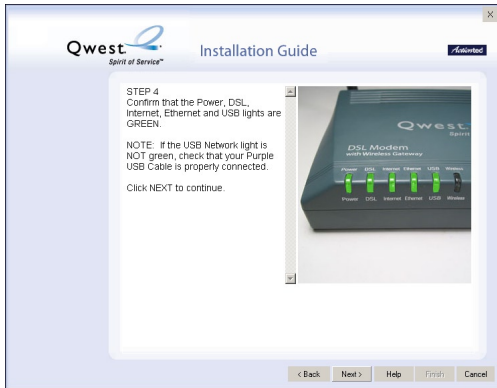 X
Qwest.
Spirit of Service™
Installation Guide
Actiontec
STEP 4
Confirm that the Power, DSL,
Internet, Ethernet and USB lights are
GREEN.
NOTE: If the USB Network light is
NOT green, check that your Purple
USB Cable is properly connected.
Click NEXT to continue.
Qwest
Spirit
DSL Modem
with Wireless Gateway
Power DSL Internet Ethernet USB Wireless
Power DSL Internet Ethernet USB Wireless
< Back Next > Help Finish Cancel